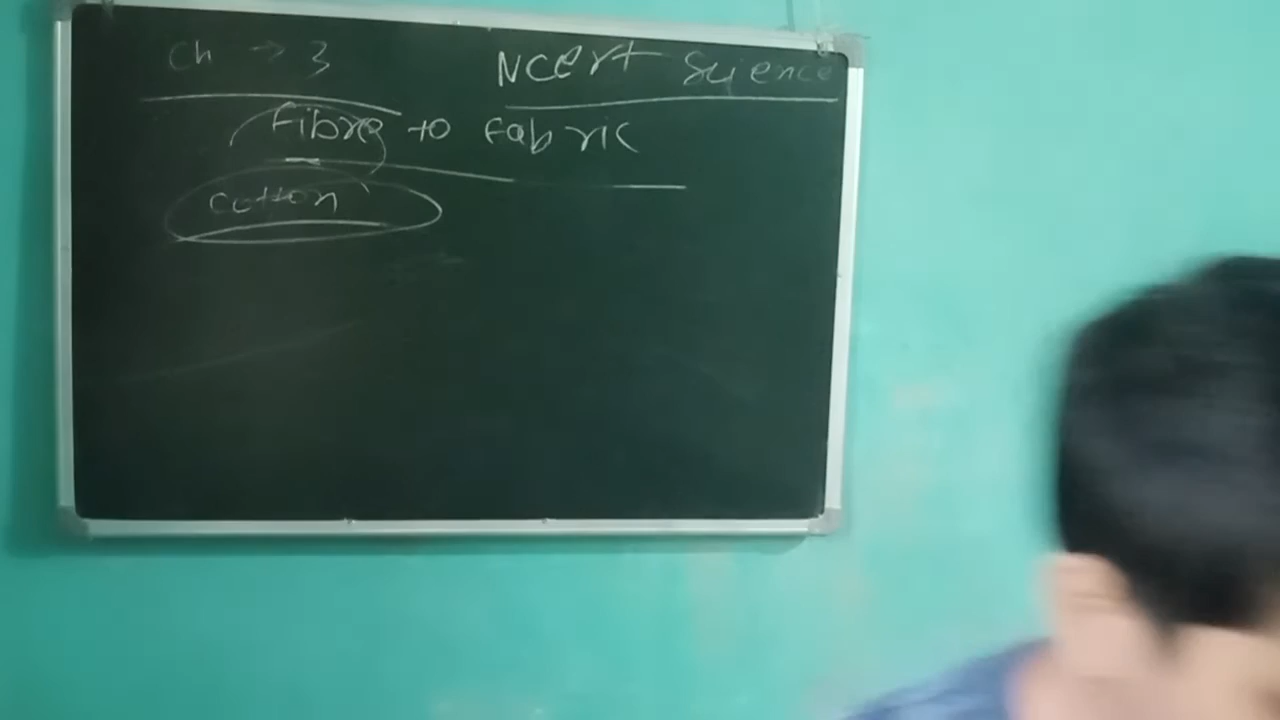 Ch → 3 NCert Science
Fibre to Fabric
cotton